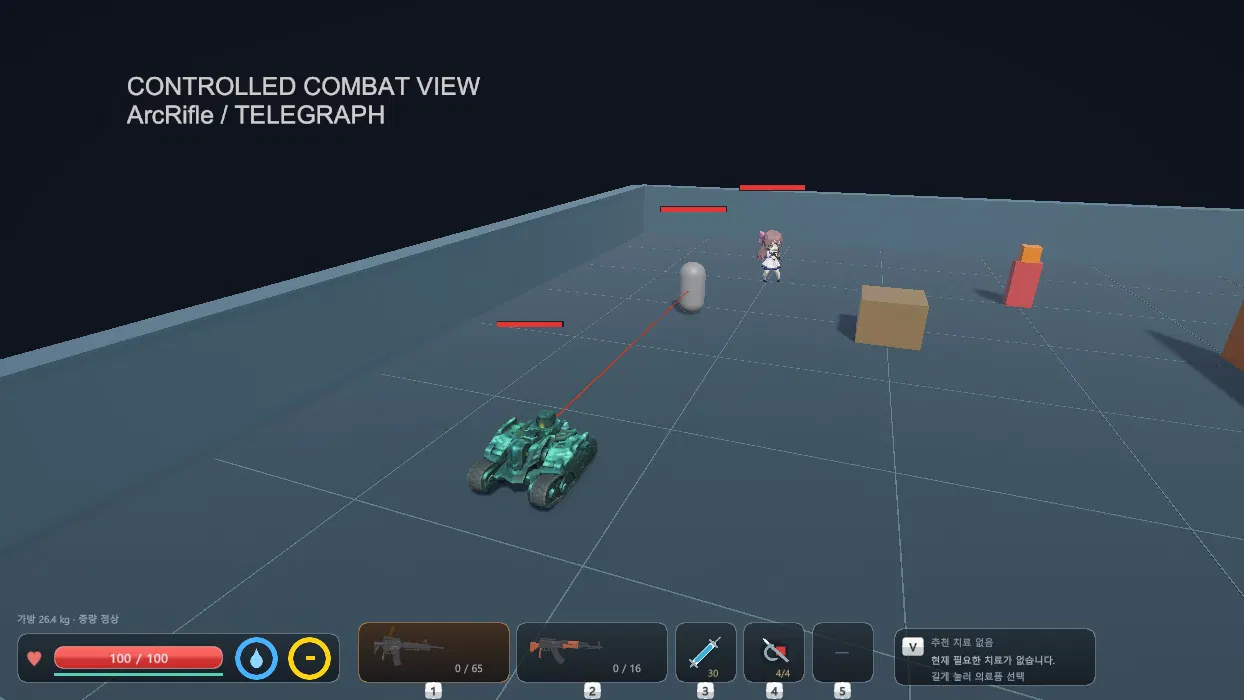 CONTROLLED COMBAT VIEW
ArcRifle / TELEGRAPH
가방 26.4 kg · 중량 정상
100 / 100
0 / 65
1
0 / 16
2
30
3
4/4
4
5
V
추천 치료 없음
현재 필요한 치료가 없습니다.
길게 눌러 의료품 선택